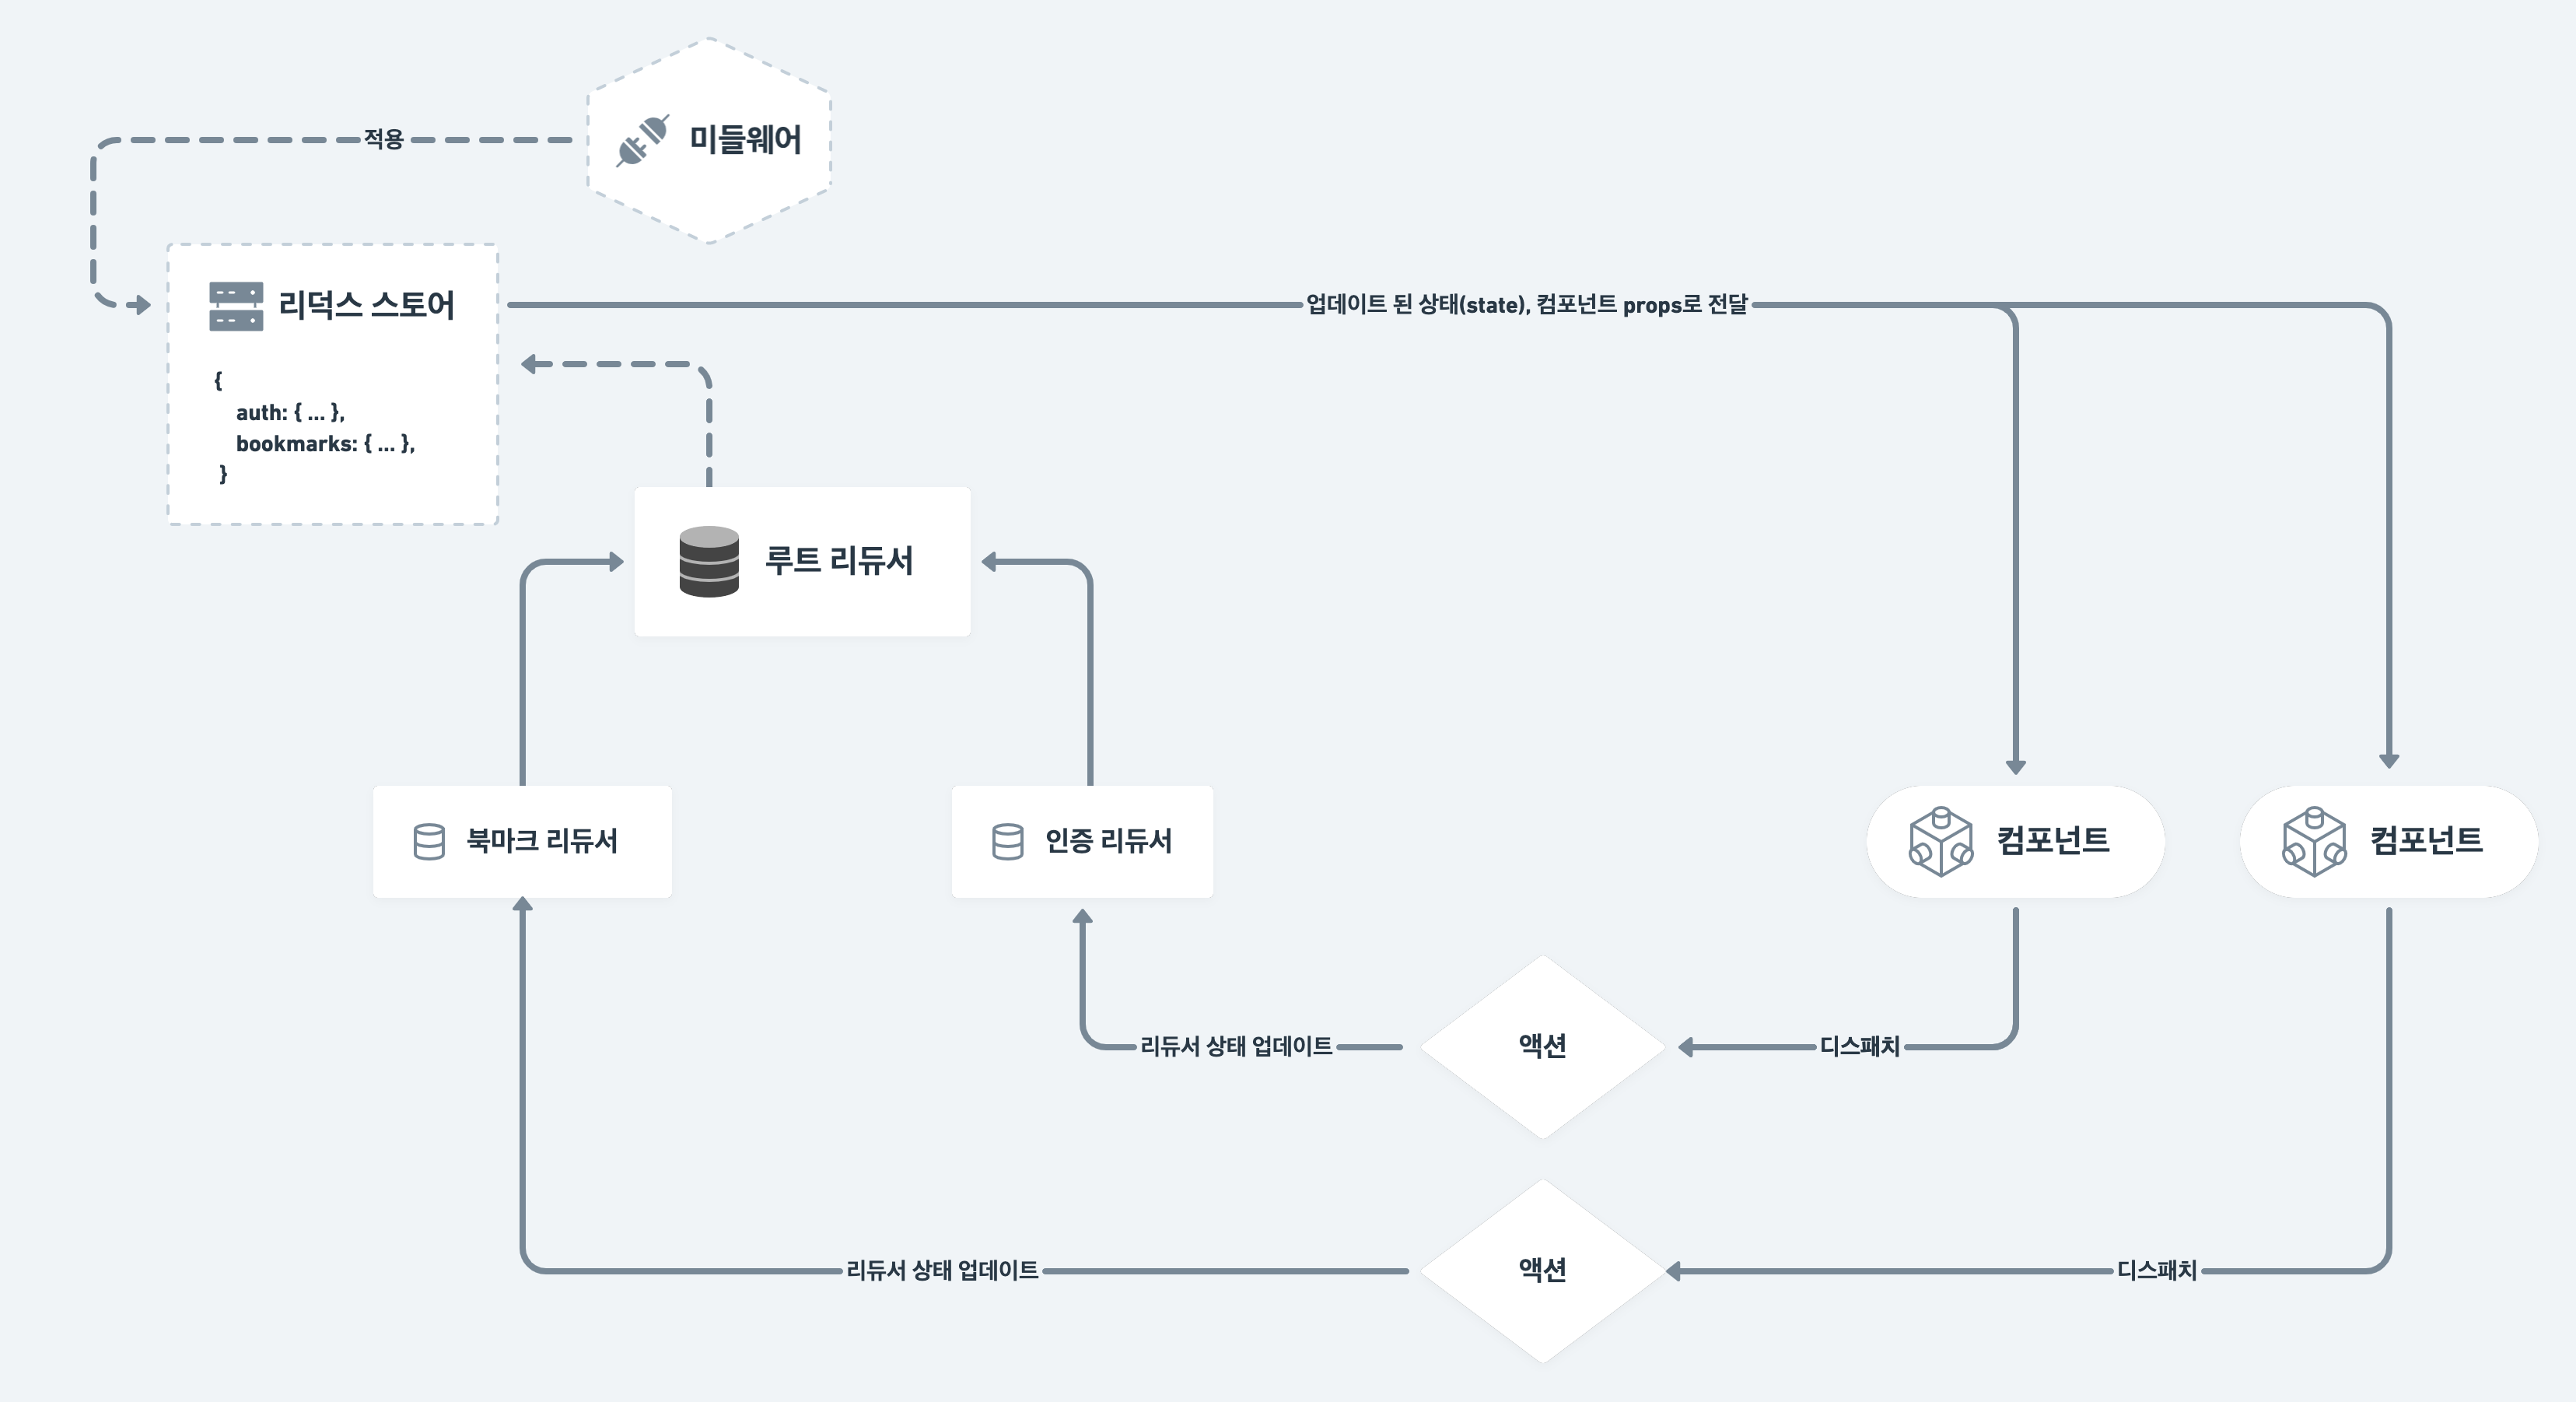 미들웨어
적용
리덕스 스토어
{
auth: { ... },
bookmarks: { ... },
}
업데이트 된 상태(state), 컴포넌트 props로 전달
루트 리듀서
북마크 리듀서
인증 리듀서
컴포넌트
컴포넌트
리듀서 상태 업데이트
액션
디스패치
리듀서 상태 업데이트
액션
디스패치